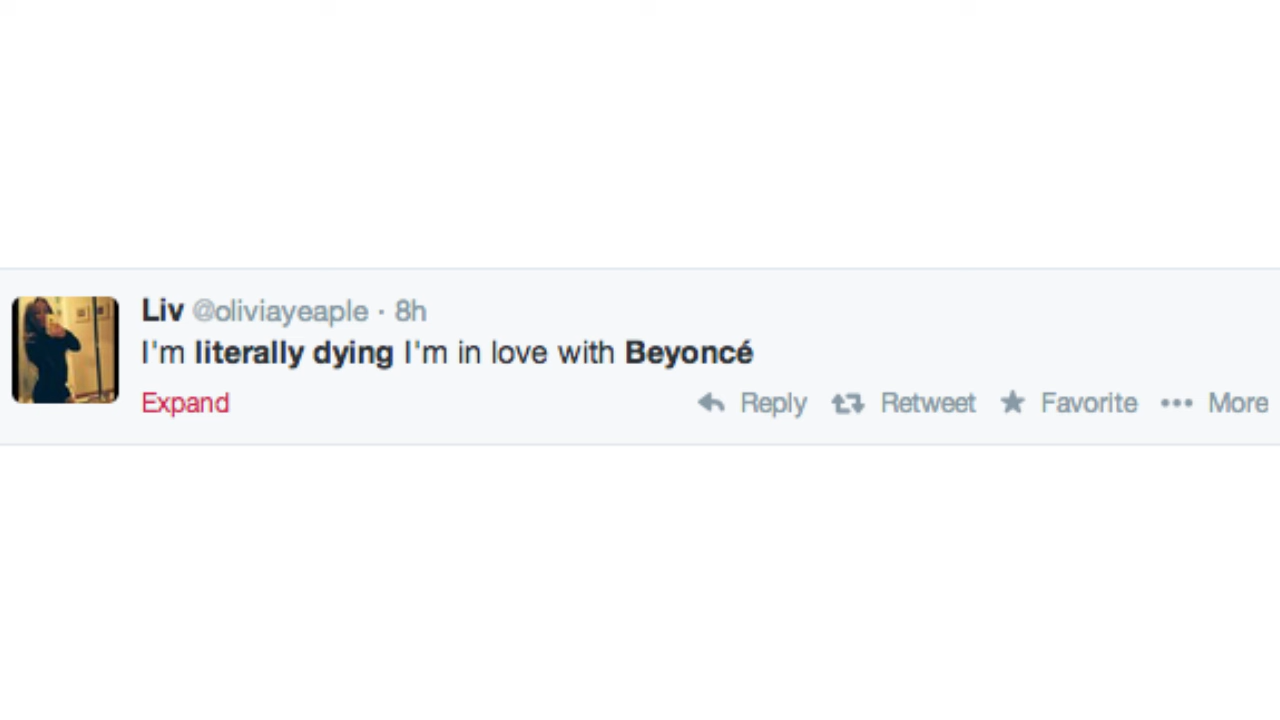 Liv @oliviayeaple · 8h
I'm literally dying I'm in love with Beyoncé
Expand Reply Retweet Favorite More